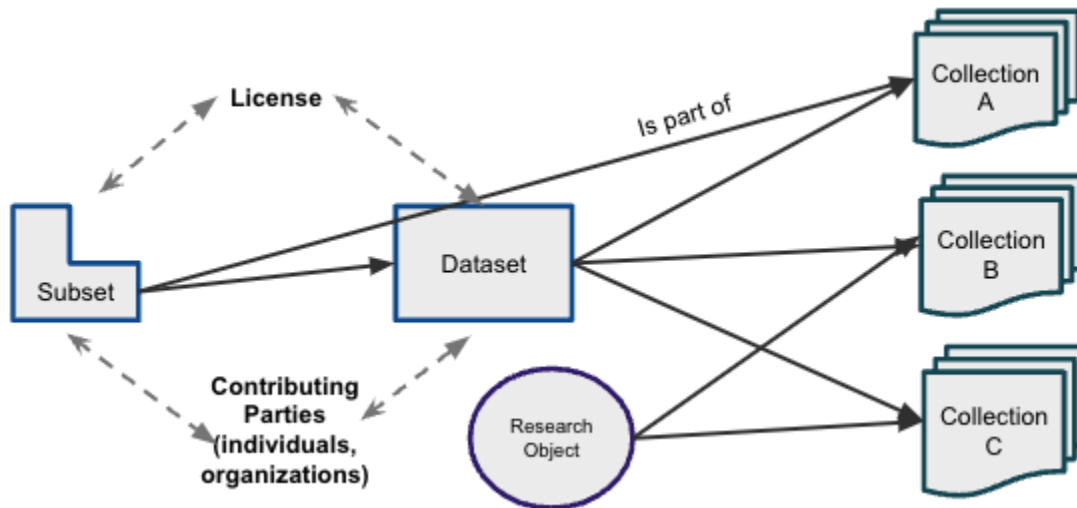 License
Is part of
Collection
A
Subset
Dataset
Collection
B
Contributing
Parties
(individuals,
organizations)
Research
Object
Collection
C